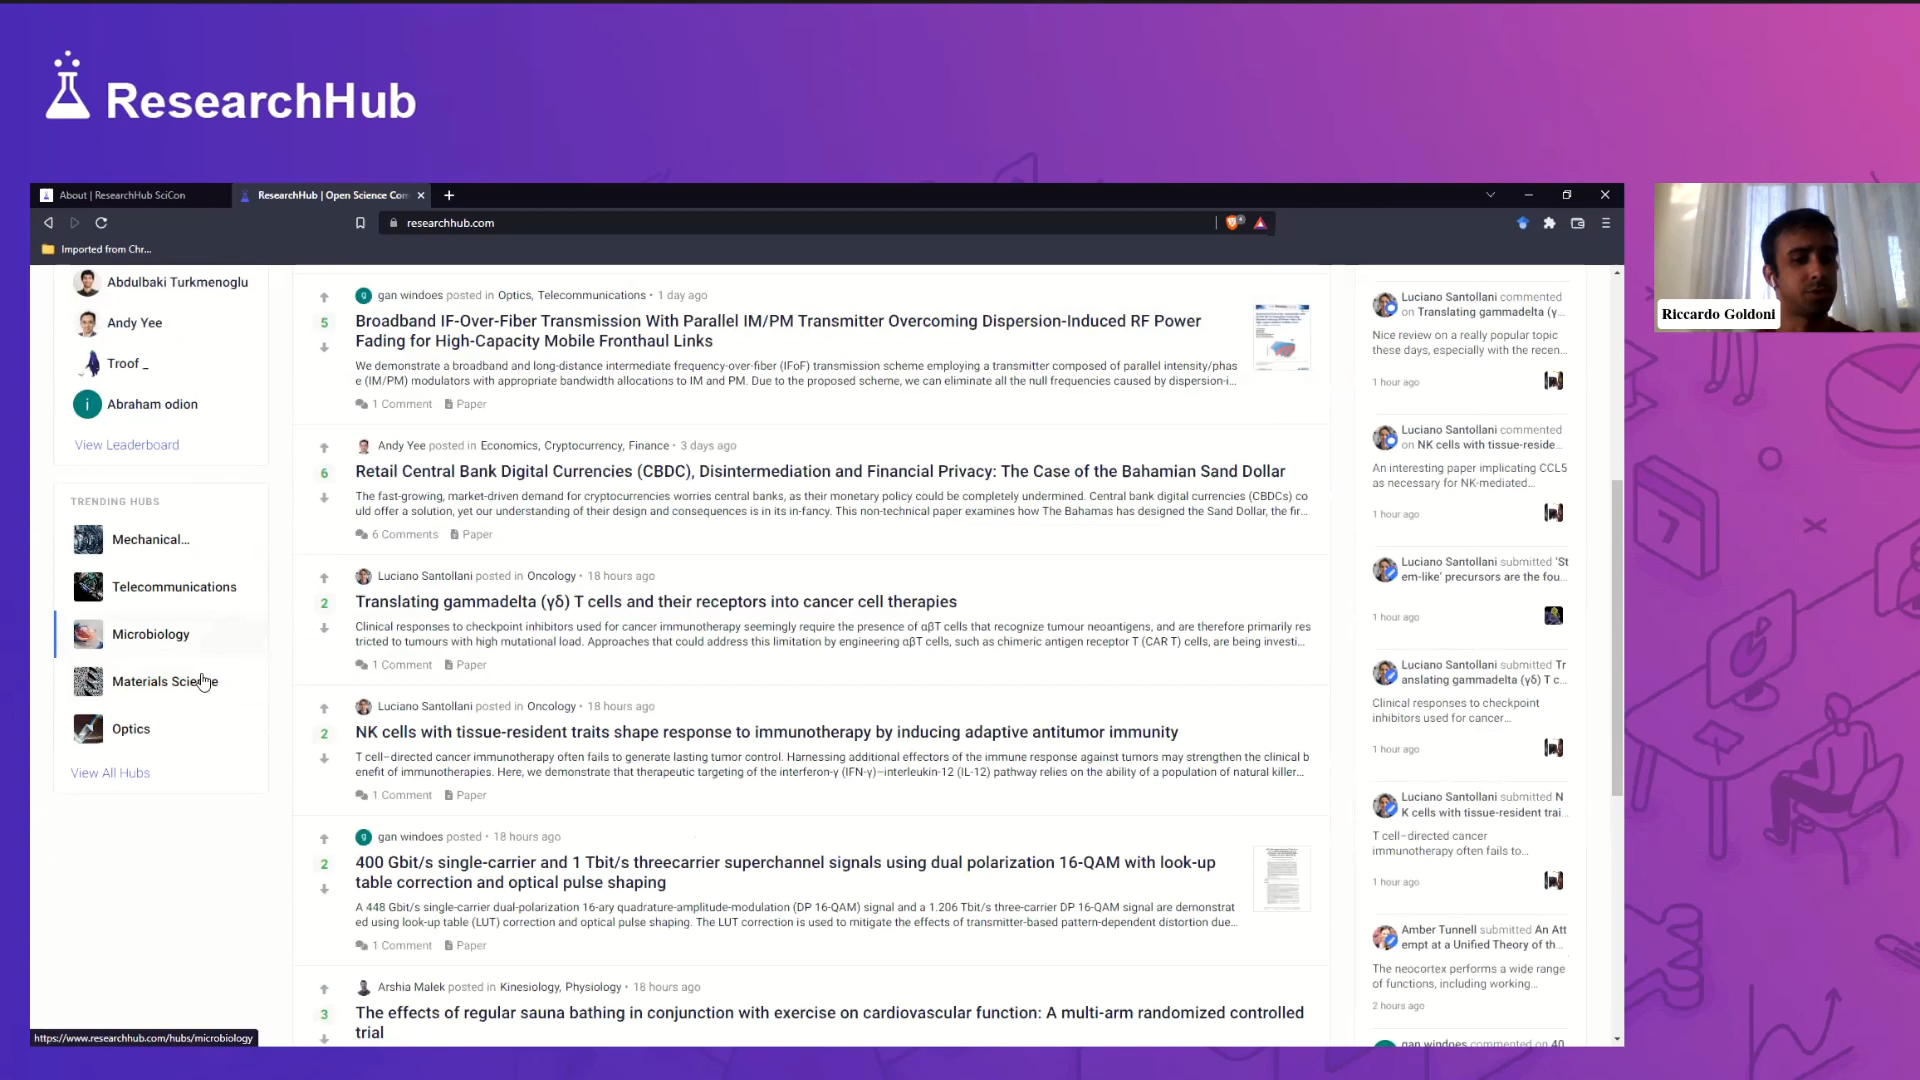 ResearchHub
About | ResearchHub SciCon
ResearchHub | Open Science Com
researchhub.com
Imported from Chr...
Abdulbaki Turkmenoglu
Andy Yee
Troof _
i Abraham odion
View Leaderboard
TRENDING HUBS
Mechanical...
Telecommunications
Microbiology
Materials Science
Optics
View All Hubs
https://www.researchhub.com/hubs/microbiology
g gan windoes posted in Optics, Telecommunications • 1 day ago
5
Broadband IF-Over-Fiber Transmission With Parallel IM/PM Transmitter Overcoming Dispersion-Induced RF Power
Fading for High-Capacity Mobile Fronthaul Links
We demonstrate a broadband and long-distance intermediate frequency-over-fiber (IFoF) transmission scheme employing a transmitter composed of parallel intensity/phas
e (IM/PM) modulators with appropriate bandwidth allocations to IM and PM. Due to the proposed scheme, we can eliminate all the null frequencies caused by dispersion-i...
1 Comment Paper
Andy Yee posted in Economics, Cryptocurrency, Finance • 3 days ago
6
Retail Central Bank Digital Currencies (CBDC), Disintermediation and Financial Privacy: The Case of the Bahamian Sand Dollar
The fast-growing, market-driven demand for cryptocurrencies worries central banks, as their monetary policy could be completely undermined. Central bank digital currencies (CBDCs) co
uld offer a solution, yet our understanding of their design and consequences is in its in-fancy. This non-technical paper examines how The Bahamas has designed the Sand Dollar, the fir...
6 Comments Paper
Luciano Santollani posted in Oncology • 18 hours ago
2
Translating gammadelta (γδ) T cells and their receptors into cancer cell therapies
Clinical responses to checkpoint inhibitors used for cancer immunotherapy seemingly require the presence of αβT cells that recognize tumour neoantigens, and are therefore primarily res
tricted to tumours with high mutational load. Approaches that could address this limitation by engineering αβT cells, such as chimeric antigen receptor T (CAR T) cells, are being investi...
1 Comment Paper
Luciano Santollani posted in Oncology • 18 hours ago
2
NK cells with tissue-resident traits shape response to immunotherapy by inducing adaptive antitumor immunity
T cell–directed cancer immunotherapy often fails to generate lasting tumor control. Harnessing additional effectors of the immune response against tumors may strengthen the clinical b
enefit of immunotherapies. Here, we demonstrate that therapeutic targeting of the interferon-γ (IFN-γ)–interleukin-12 (IL-12) pathway relies on the ability of a population of natural killer...
1 Comment Paper
g gan windoes posted • 18 hours ago
2
400 Gbit/s single-carrier and 1 Tbit/s threecarrier superchannel signals using dual polarization 16-QAM with look-up
table correction and optical pulse shaping
A 448 Gbit/s single-carrier dual-polarization 16-ary quadrature-amplitude-modulation (DP 16-QAM) signal and a 1.206 Tbit/s three-carrier DP 16-QAM signal are demonstrat
ed using look-up table (LUT) correction and optical pulse shaping. The LUT correction is used to mitigate the effects of transmitter-based pattern-dependent distortion due...
1 Comment Paper
Arshia Malek posted in Kinesiology, Physiology • 18 hours ago
3
The effects of regular sauna bathing in conjunction with exercise on cardiovascular function: A multi-arm randomized controlled
trial
Luciano Santollani commented
on Translating gammadelta (γ...
Nice review on a really popular topic
these days, especially with the recen...
1 hour ago
Luciano Santollani commented
on NK cells with tissue-reside...
An interesting paper implicating CCL5
as necessary for NK-mediated...
1 hour ago
Luciano Santollani submitted 'St
em-like' precursors are the fou...
1 hour ago
Luciano Santollani submitted Tr
anslating gammadelta (γδ) T c...
Clinical responses to checkpoint
inhibitors used for cancer...
1 hour ago
Luciano Santollani submitted N
K cells with tissue-resident trai...
T cell–directed cancer
immunotherapy often fails to...
1 hour ago
Amber Tunnell submitted An Att
empt at a Unified Theory of th...
The neocortex performs a wide range
of functions, including working...
2 hours ago
gan windoes commented on 40
Riccardo Goldoni
7